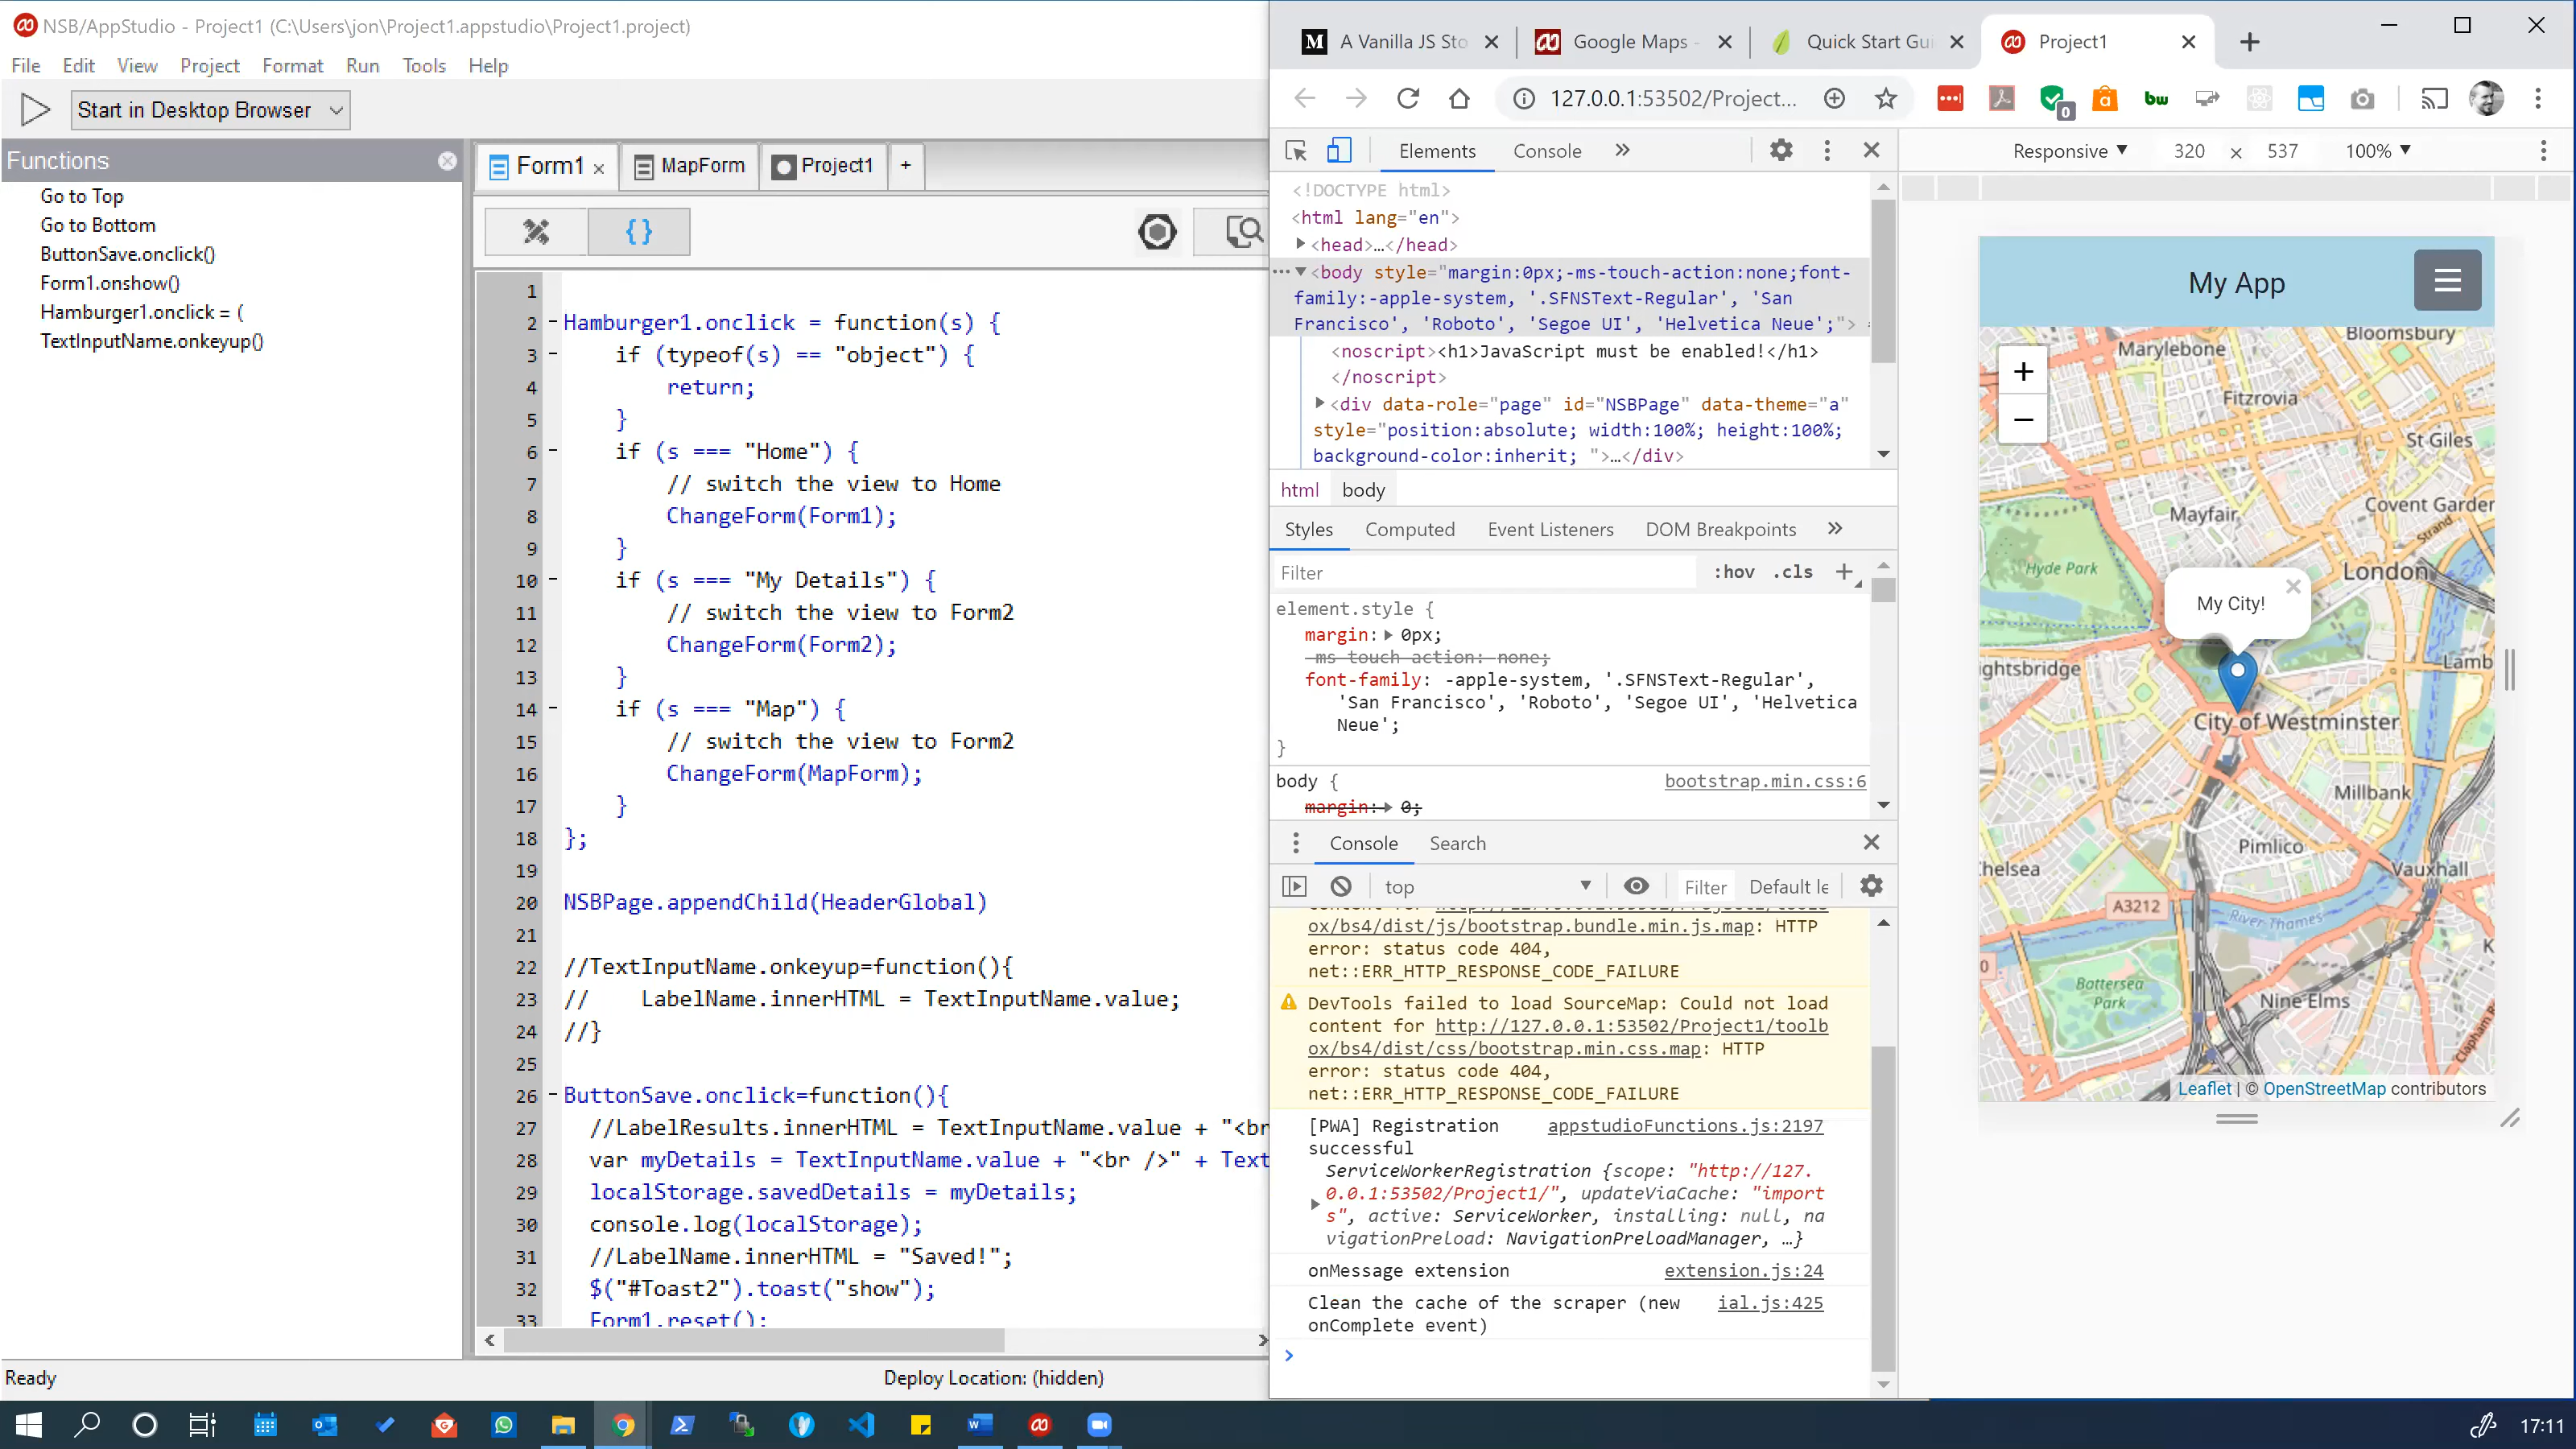 NSB/AppStudio - Project1 (C:\Users\jon\Project1.appstudio\Project1.project)
File Edit View Project Format Run Tools Help
Start in Desktop Browser
Functions
Go to Top
Go to Bottom
ButtonSave.onclick()
Form1.onshow()
Hamburger1.onclick = (
TextInputName.onkeyup()
Form1 MapForm Project1 +
{}
1
2 Hamburger1.onclick = function(s) {
3 if (typeof(s) == "object") {
4 return;
5 }
6 if (s === "Home") {
7 // switch the view to Home
8 ChangeForm(Form1);
9 }
10 if (s === "My Details") {
11 // switch the view to Form2
12 ChangeForm(Form2);
13 }
14 if (s === "Map") {
15 // switch the view to Form2
16 ChangeForm(MapForm);
17 }
18 };
19
20 NSBPage.appendChild(HeaderGlobal)
21
22 //TextInputName.onkeyup=function(){
23 // LabelName.innerHTML = TextInputName.value;
24 //}
25
26 ButtonSave.onclick=function(){
27 //LabelResults.innerHTML = TextInputName.value + "<br
28 var myDetails = TextInputName.value + "<br />" + Text
29 localStorage.savedDetails = myDetails;
30 console.log(localStorage);
31 //LabelName.innerHTML = "Saved!";
32 $("#Toast2").toast("show");
33 Form1.reset();
Ready
Deploy Location: (hidden)
M A Vanilla JS Sto
Google Maps -
Quick Start Gui
Project1
127.0.0.1:53502/Project...
0 a bw
Elements Console
Responsive 320 × 537 100%
<!DOCTYPE html>
<html lang="en">
<head>…</head>
<body style="margin:0px;-ms-touch-action:none;font-
family:-apple-system, '.SFNSText-Regular', 'San
Francisco', 'Roboto', 'Segoe UI', 'Helvetica Neue';">
<noscript><h1>JavaScript must be enabled!</h1>
</noscript>
<div data-role="page" id="NSBPage" data-theme="a"
style="position:absolute; width:100%; height:100%;
background-color:inherit; ">…</div>
html body
Styles Computed Event Listeners DOM Breakpoints
Filter :hov .cls +
element.style {
margin: 0px;
-ms-touch-action: none;
font-family: -apple-system, '.SFNSText-Regular',
'San Francisco', 'Roboto', 'Segoe UI', 'Helvetica
Neue';
}
body { bootstrap.min.css:6
margin: 0;
Console Search
top Filter Default le
ox/bs4/dist/js/bootstrap.bundle.min.js.map: HTTP
error: status code 404,
net::ERR_HTTP_RESPONSE_CODE_FAILURE
DevTools failed to load SourceMap: Could not load
content for http://127.0.0.1:53502/Project1/toolb
ox/bs4/dist/css/bootstrap.min.css.map: HTTP
error: status code 404,
net::ERR_HTTP_RESPONSE_CODE_FAILURE
[PWA] Registration appstudioFunctions.js:2197
successful
ServiceWorkerRegistration {scope: "http://127.
0.0.1:53502/Project1/", updateViaCache: "import
s", active: ServiceWorker, installing: null, na
vigationPreload: NavigationPreloadManager, …}
onMessage extension extension.js:24
Clean the cache of the scraper (new ial.js:425
onComplete event)
My App
+
−
Bloomsbury
Marylebone
Fitzrovia
St Giles
Covent Garden
Mayfair
Strand
Hyde Park
London
My City!
×
ightsbridge
Lamb
City of Westminster
Millbank
Pimlico
helsea
Vauxhall
A3212
River Thames
K
Battersea
Park
Nine Elms
Clapham R
Leaflet | © OpenStreetMap contributors
17:11